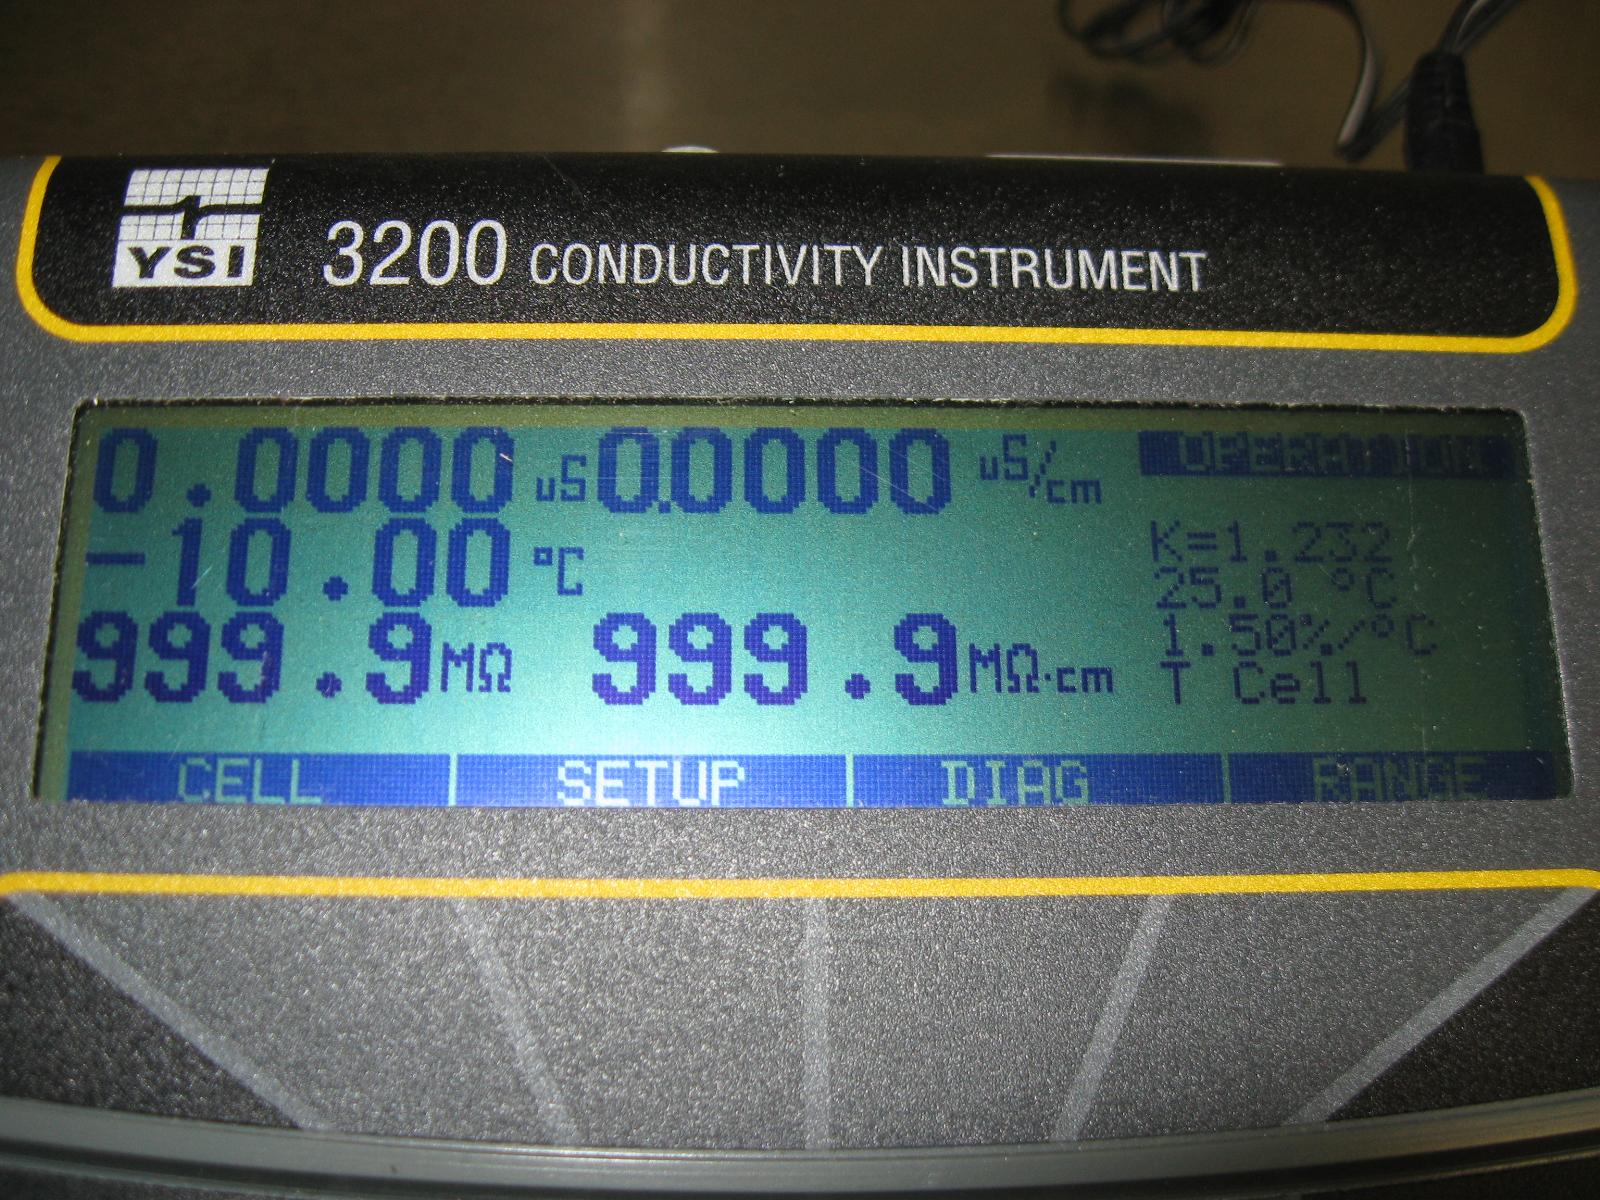 YSI
3200 CONDUCTIVITY INSTRUMENT
0.0000 uS 0.0000 uS/cm
OPERATION
-10.00 °C
K=1.232
25.0 °C
999.9 MΩ 999.9 MΩ·cm
1.50%/°C
T Cell
CELL SETUP DIAG RANGE